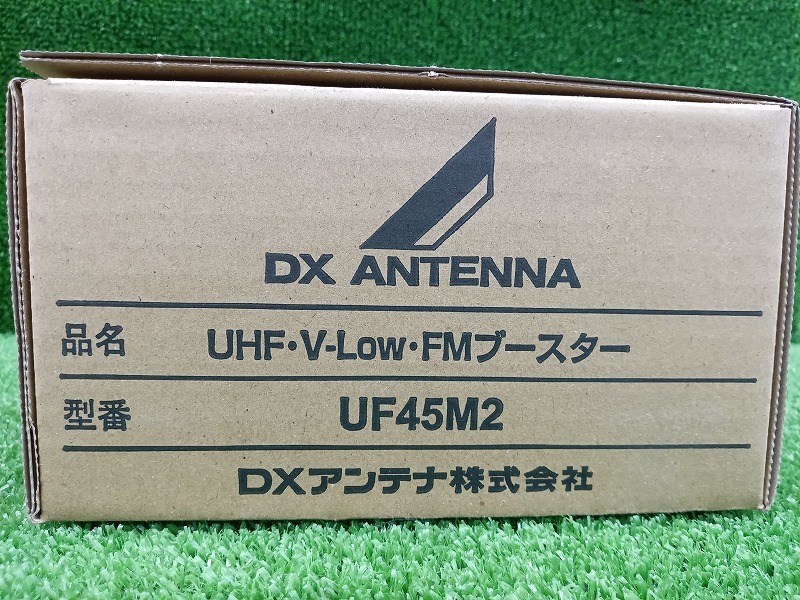 DX ANTENNA
品名 UHF・V-Low・FMブースター
型番 UF45M2
DXアンテナ株式会社